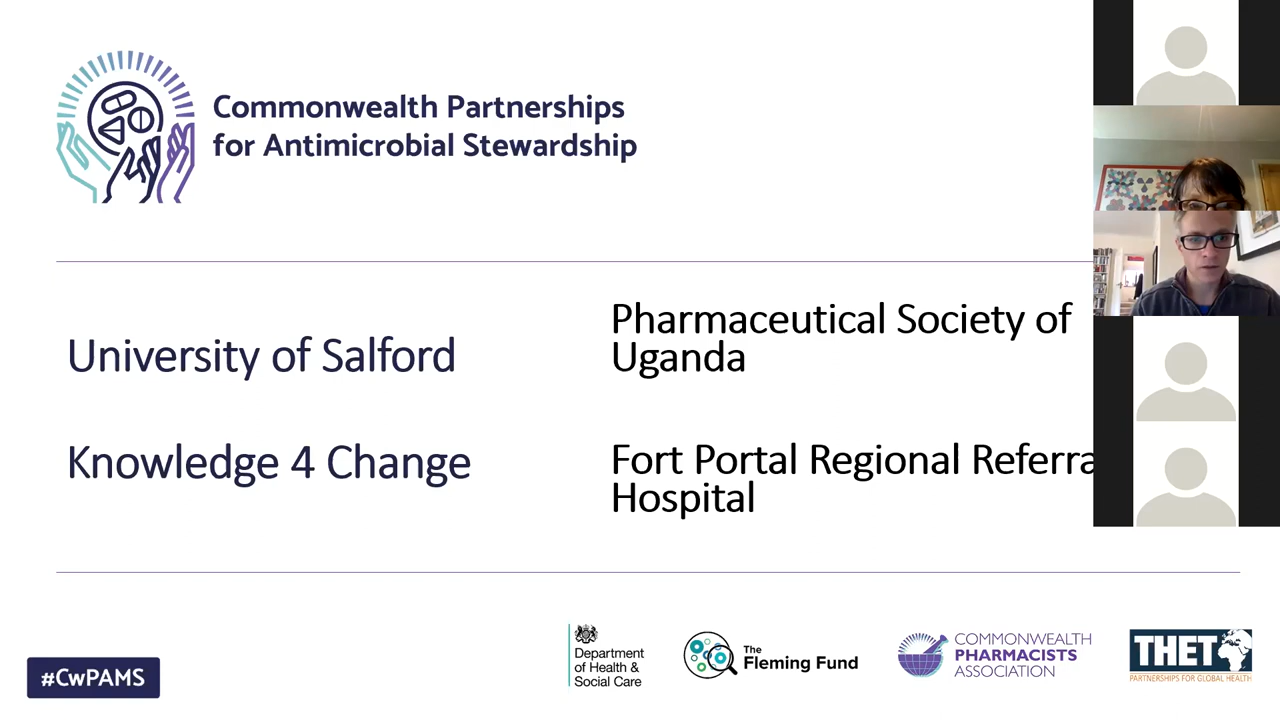 Commonwealth Partnerships
for Antimicrobial Stewardship
University of Salford
Pharmaceutical Society of
Uganda
Knowledge 4 Change
Fort Portal Regional Referra
Hospital
#CwPAMS
Department
of Health &
Social Care
The
Fleming Fund
COMMONWEALTH
PHARMACISTS
ASSOCIATION
THET
PARTNERSHIPS FOR GLOBAL HEALTH